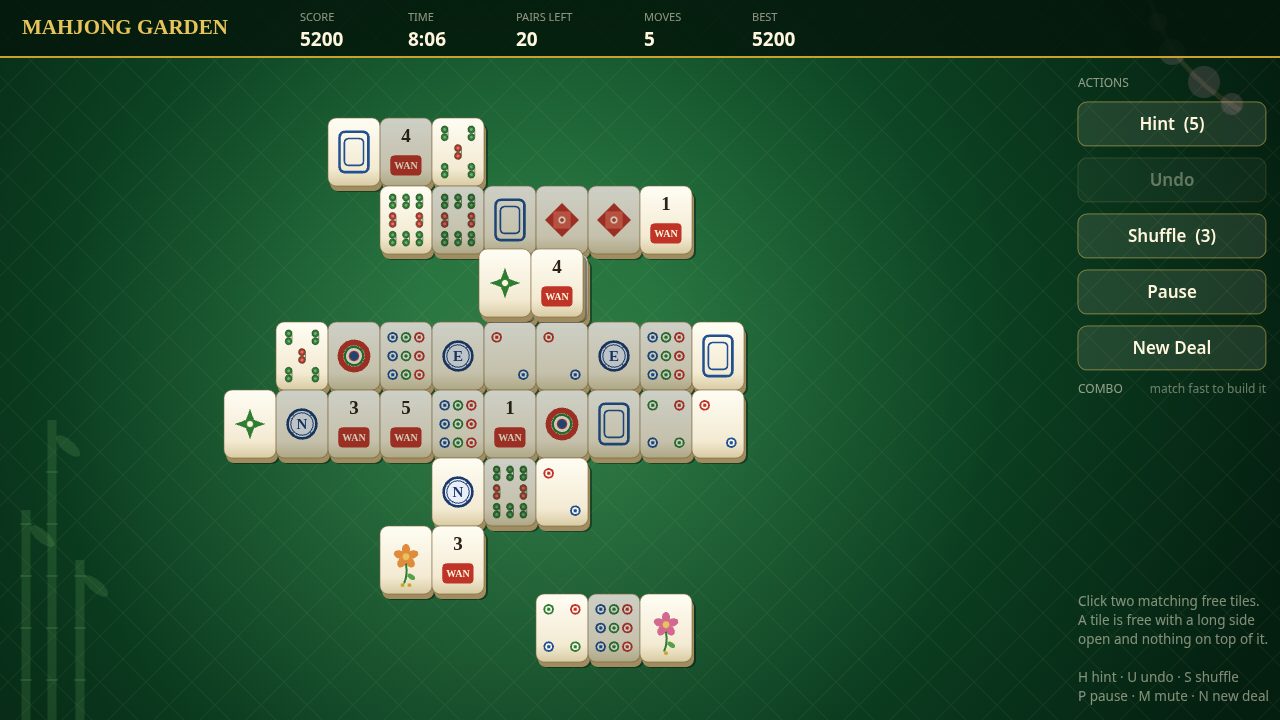 MAHJONG GARDEN
SCORE
5200
TIME
8:06
PAIRS LEFT
20
MOVES
5
BEST
5200
ACTIONS
Hint (5)
Undo
Shuffle (3)
Pause
New Deal
COMBO match fast to build it
4
WAN
1
WAN
4
WAN
E
E
N
3
WAN
5
WAN
1
WAN
N
3
WAN
Click two matching free tiles.
A tile is free with a long side
open and nothing on top of it.
H hint · U undo · S shuffle
P pause · M mute · N new deal